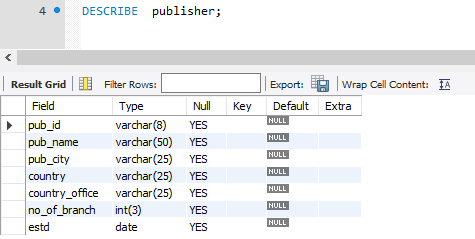 4 DESCRIBE publisher;
Result Grid Filter Rows: Export: Wrap Cell Content: IA
Field Type Null Key Default Extra
pub_id varchar(8) YES NULL
pub_name varchar(50) YES NULL
pub_city varchar(25) YES NULL
country varchar(25) YES NULL
country_office varchar(25) YES NULL
no_of_branch int(3) YES NULL
estd date YES NULL